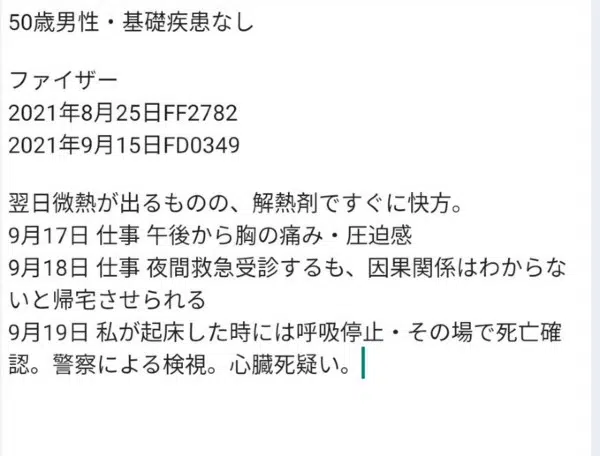 50歳男性・基礎疾患なし
ファイザー
2021年8月25日FF2782
2021年9月15日FD0349
翌日微熱が出るものの、解熱剤ですぐに快方。
9月17日 仕事 午後から胸の痛み・圧迫感
9月18日 仕事 夜間救急受診するも、因果関係はわからな
いと帰宅させられる
9月19日 私が起床した時には呼吸停止・その場で死亡確
認。警察による検視。心臓死疑い。